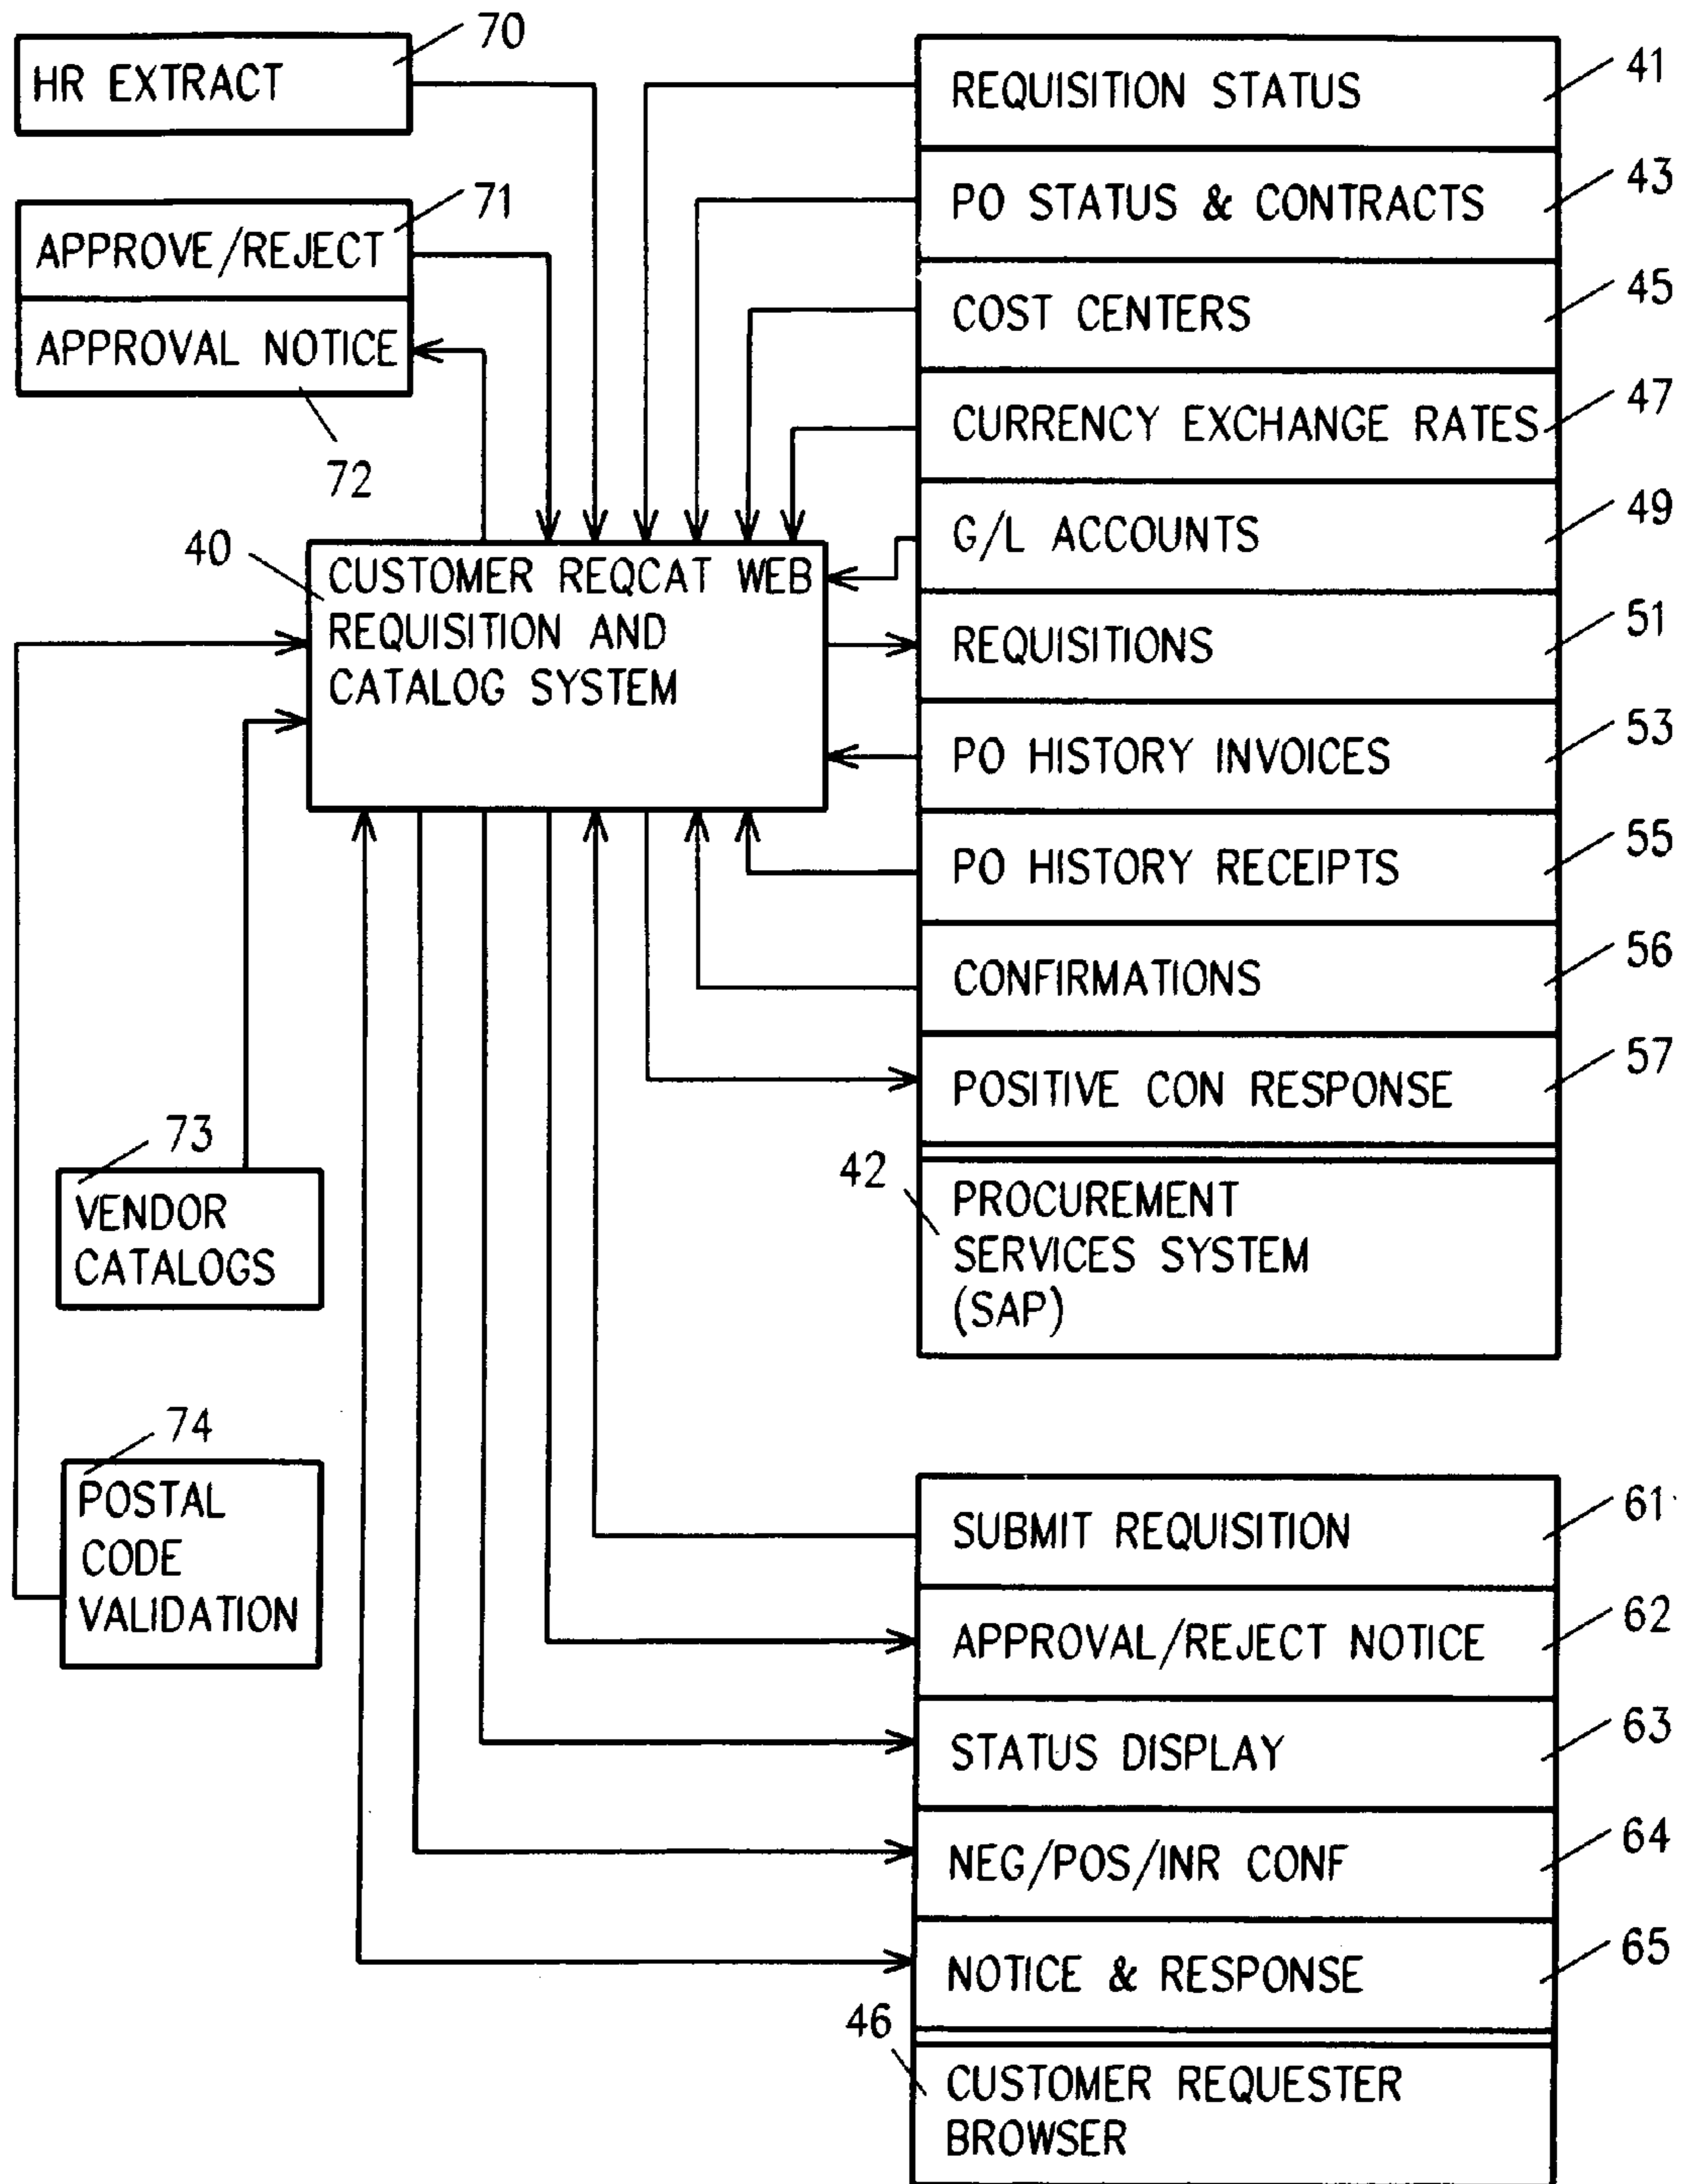 70
HR EXTRACT
71
APPROVE/REJECT
APPROVAL NOTICE
72
40
CUSTOMER REQCAT WEB
REQUISITION AND
CATALOG SYSTEM
73
VENDOR
CATALOGS
74
POSTAL
CODE
VALIDATION
REQUISITION STATUS
41
PO STATUS & CONTRACTS
43
COST CENTERS
45
CURRENCY EXCHANGE RATES
47
G/L ACCOUNTS
49
REQUISITIONS
51
PO HISTORY INVOICES
53
PO HISTORY RECEIPTS
55
CONFIRMATIONS
56
POSITIVE CON RESPONSE
57
42
PROCUREMENT
SERVICES SYSTEM
(SAP)
SUBMIT REQUISITION
61
APPROVAL/REJECT NOTICE
62
STATUS DISPLAY
63
NEG/POS/INR CONF
64
NOTICE & RESPONSE
65
46
CUSTOMER REQUESTER
BROWSER